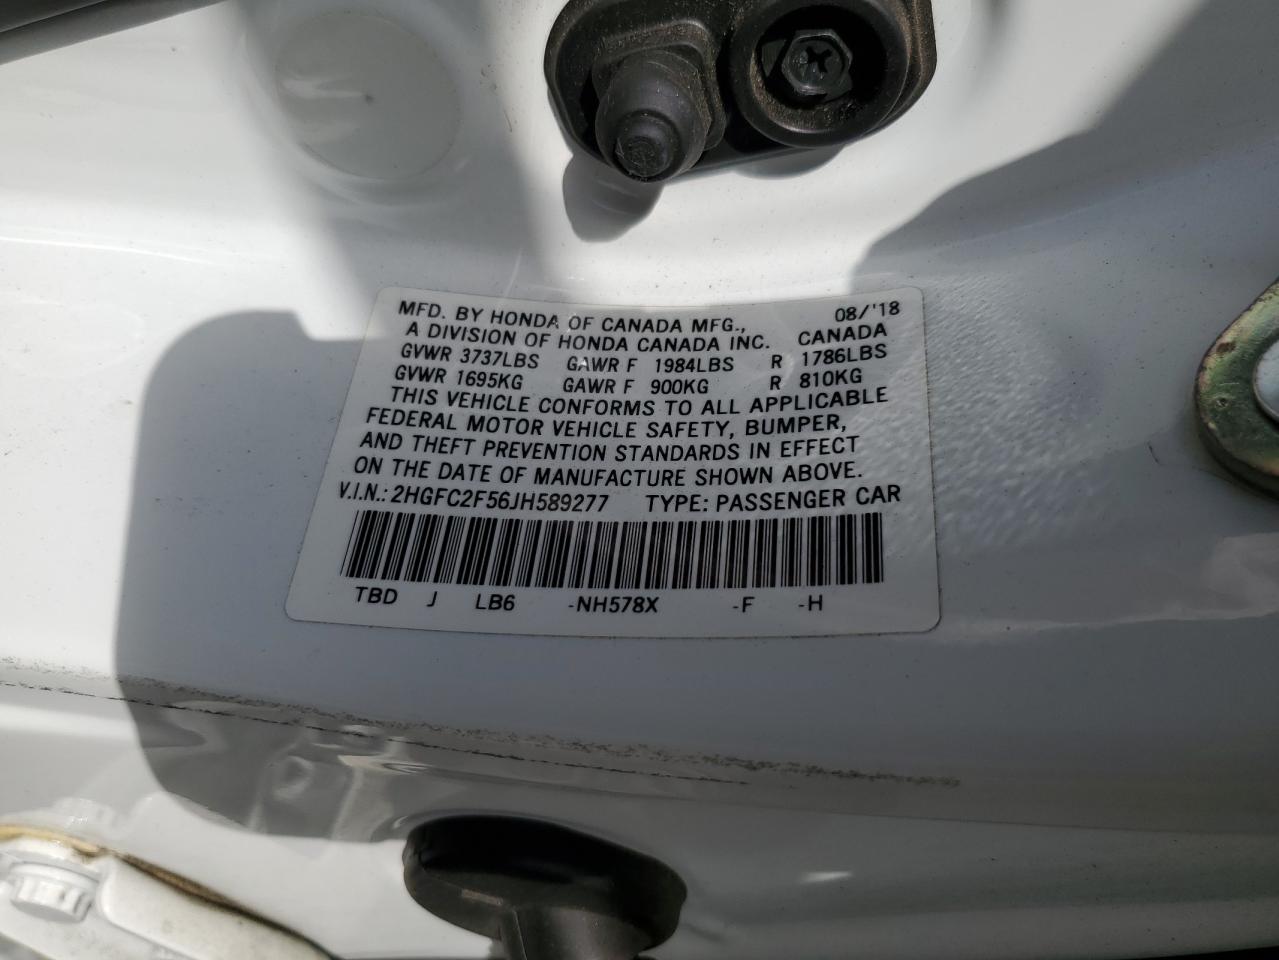 MFD. BY HONDA OF CANADA MFG., 08/'18
A DIVISION OF HONDA CANADA INC. CANADA
GVWR 3737LBS GAWR F 1984LBS R 1786LBS
GVWR 1695KG GAWR F 900KG R 810KG
THIS VEHICLE CONFORMS TO ALL APPLICABLE
FEDERAL MOTOR VEHICLE SAFETY, BUMPER,
AND THEFT PREVENTION STANDARDS IN EFFECT
ON THE DATE OF MANUFACTURE SHOWN ABOVE.
V.I.N.: 2HGFC2F56JH589277 TYPE: PASSENGER CAR
TBD J LB6 -NH578X -F -H